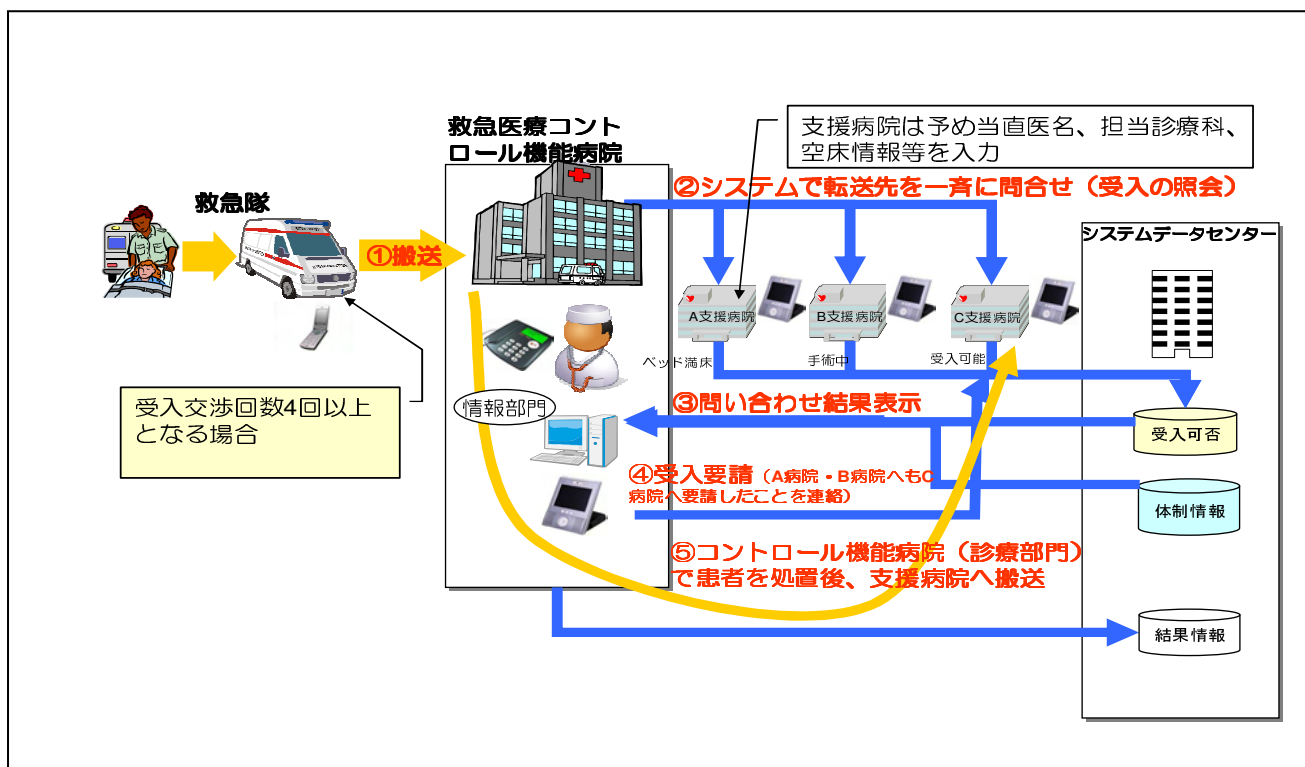 救急医療コント
ロール機能病院
支援病院は予め当直医名、担当診療科、
空床情報等を入力
②システムで転送先を一斉に問合せ（受入の照会）
救急隊
①搬送
システムデータセンター
A支援病院
B支援病院
C支援病院
ベッド満床
手術中
受入可能
受入交渉回数4回以上
となる場合
情報部門
③問い合わせ結果表示
受入可否
④受入要請（A病院・B病院へもC
病院へ要請したことを連絡）
体制情報
⑤コントロール機能病院（診療部門）
で患者を処置後、支援病院へ搬送
結果情報